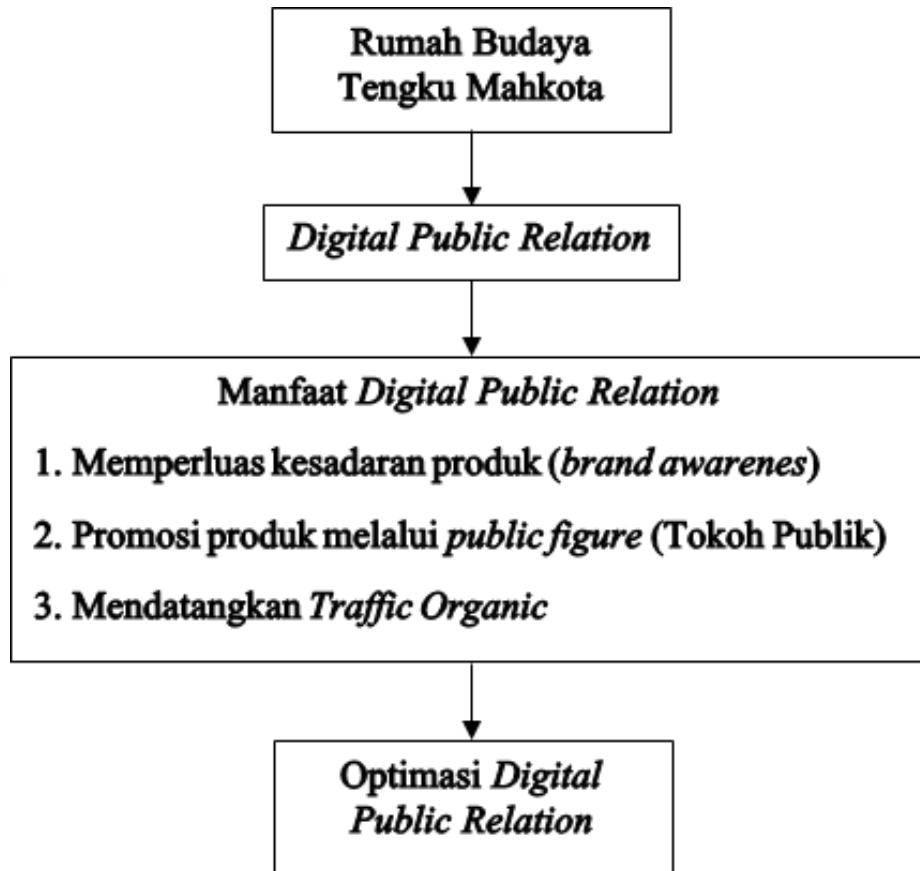 Rumah Budaya
Tengku Mahkota
Digital Public Relation
Manfaat Digital Public Relation
1. Memperluas kesadaran produk (brand awarenes)
2. Promosi produk melalui public figure (Tokoh Publik)
3. Mendatangkan Traffic Organic
Optimasi Digital
Public Relation